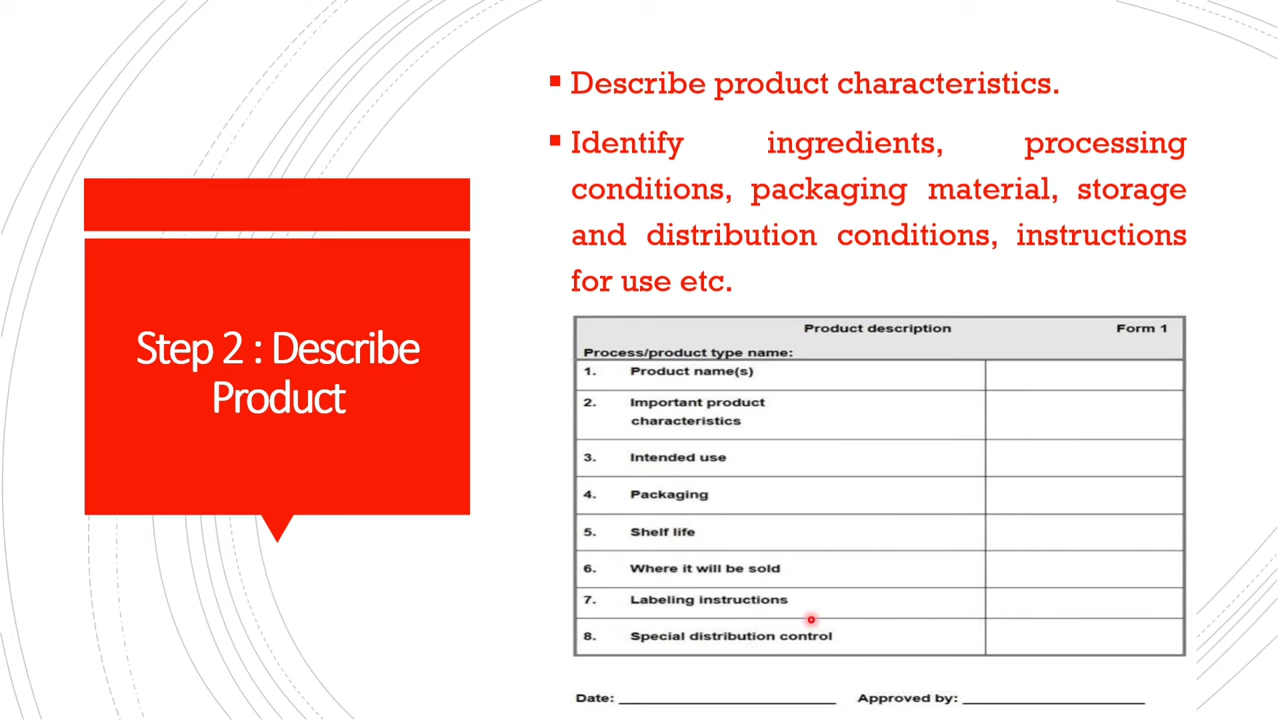 Step 2 : Describe
Product
▪ Describe product characteristics.
▪ Identify ingredients, processing
conditions, packaging material, storage
and distribution conditions, instructions
for use etc.
Product description Form 1
Process/product type name:
1. Product name(s)
2. Important product
characteristics
3. Intended use
4. Packaging
5. Shelf life
6. Where it will be sold
7. Labeling instructions
8. Special distribution control
Date: ____________ Approved by: ____________